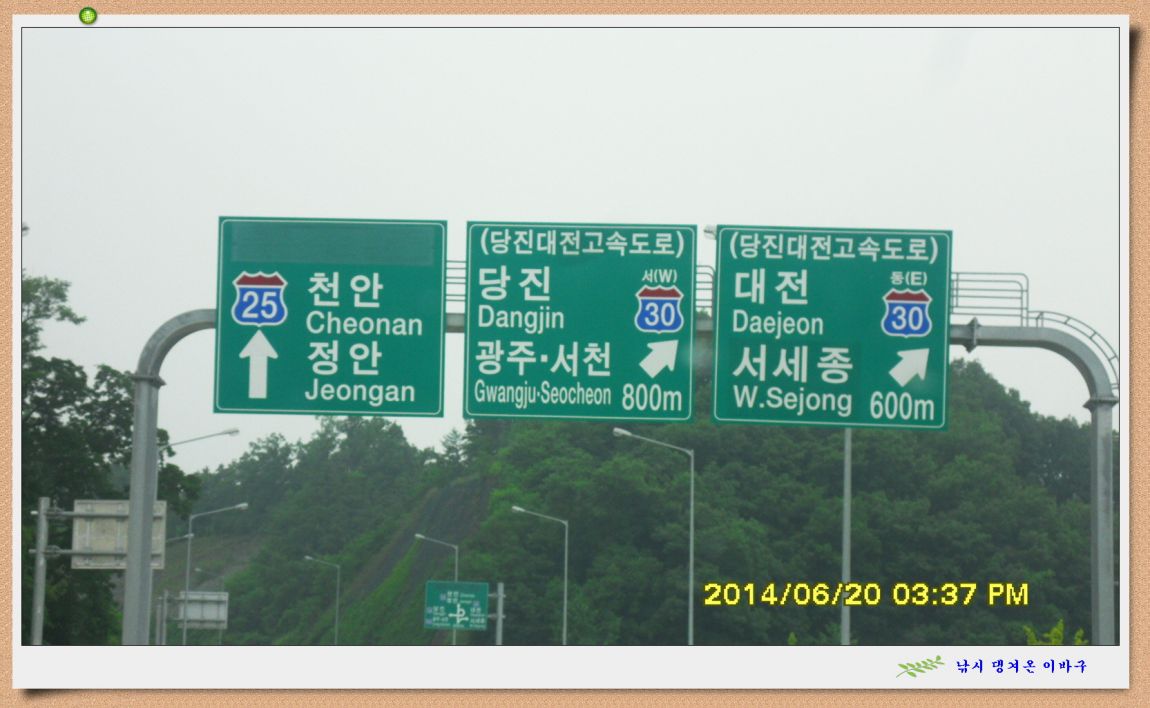 25
천안
Cheonan
정안
Jeongan
(당진대전고속도로)
당진
서(W)
30
Dangjin
광주·서천
Gwangju·Seocheon
800m
(당진대전고속도로)
대전
동(E)
30
Daejeon
서세종
W.Sejong
600m
2014/06/20 03:37 PM
낚시 댕겨온 이바구